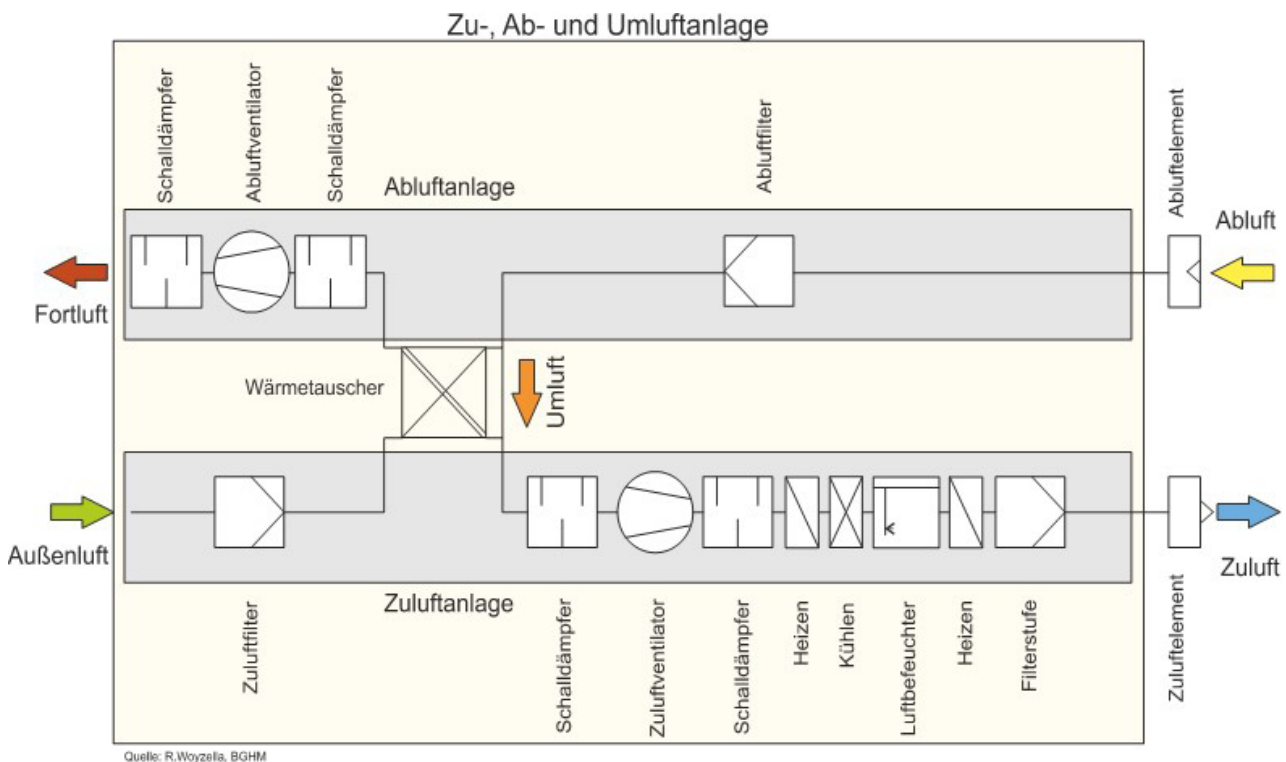 Zu-, Ab- und Umluftanlage
Schalldämpfer
Abluftventilator
Schalldämpfer
Abluftanlage
Abluftfilter
Abluftelement
Abluft
Fortluft
Wärmetauscher
Umluft
Außenluft
Zuluftanlage
Zuluft
Zuluftfilter
Schalldämpfer
Zuluftventilator
Schalldämpfer
Heizen
Kühlen
Luftbefeuchter
Heizen
Filterstufe
Zuluftelement
Quelle: R.Woyzella, BGHM